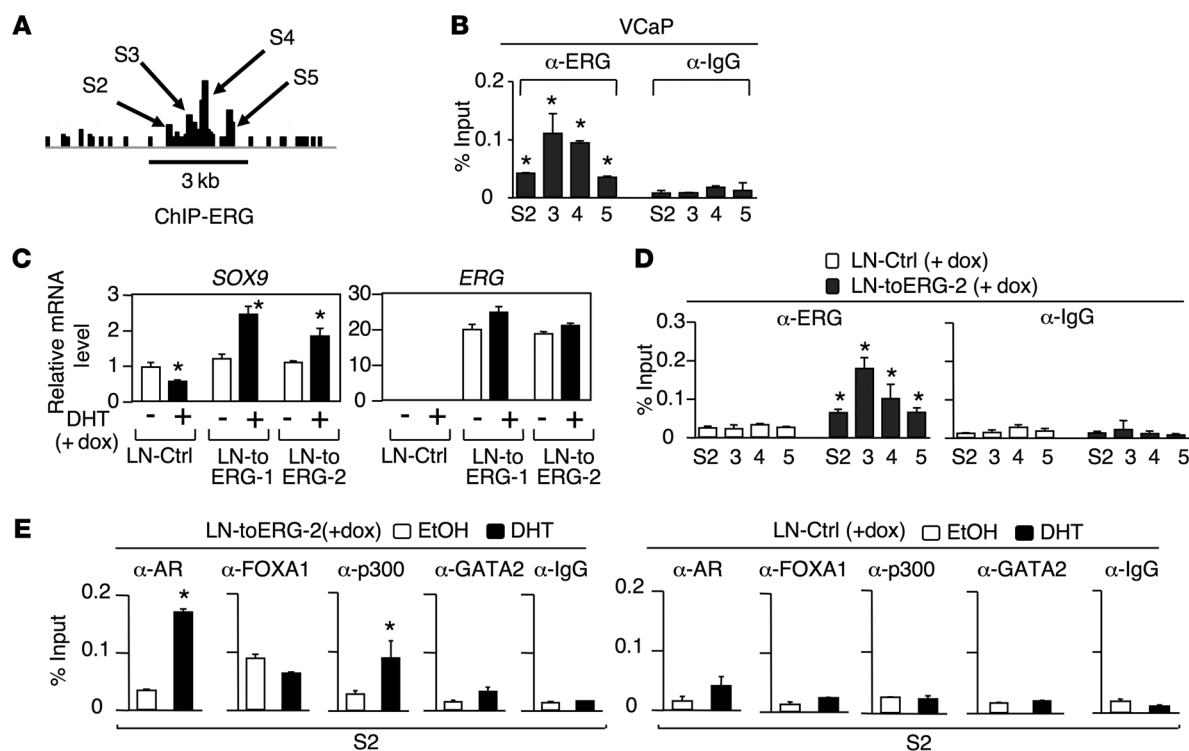 A
S2
S3
S4
S5
3 kb
ChIP-ERG
B
VCaP
α-ERG α-IgG
% Input
0.2
0.1
0
* * * *
S2 3 4 5 S2 3 4 5
C
SOX9 ERG
Relative mRNA level
3
2
1
0
* * *
30
20
10
0
DHT (+ dox)
- + - + - + - + - + - +
LN-Ctrl LN-to ERG-1 LN-to ERG-2 LN-Ctrl LN-to ERG-1 LN-to ERG-2
D
LN-Ctrl (+ dox)
LN-toERG-2 (+ dox)
α-ERG α-IgG
% Input
0.3
0.2
0.1
0
* * * *
S2 3 4 5 S2 3 4 5 S2 3 4 5 S2 3 4 5
E
LN-toERG-2(+dox) EtOH DHT
α-AR α-FOXA1 α-p300 α-GATA2 α-IgG
% Input
0.2
0.1
0
* *
S2
LN-Ctrl (+dox) EtOH DHT
α-AR α-FOXA1 α-p300 α-GATA2 α-IgG
0.2
0.1
0
S2